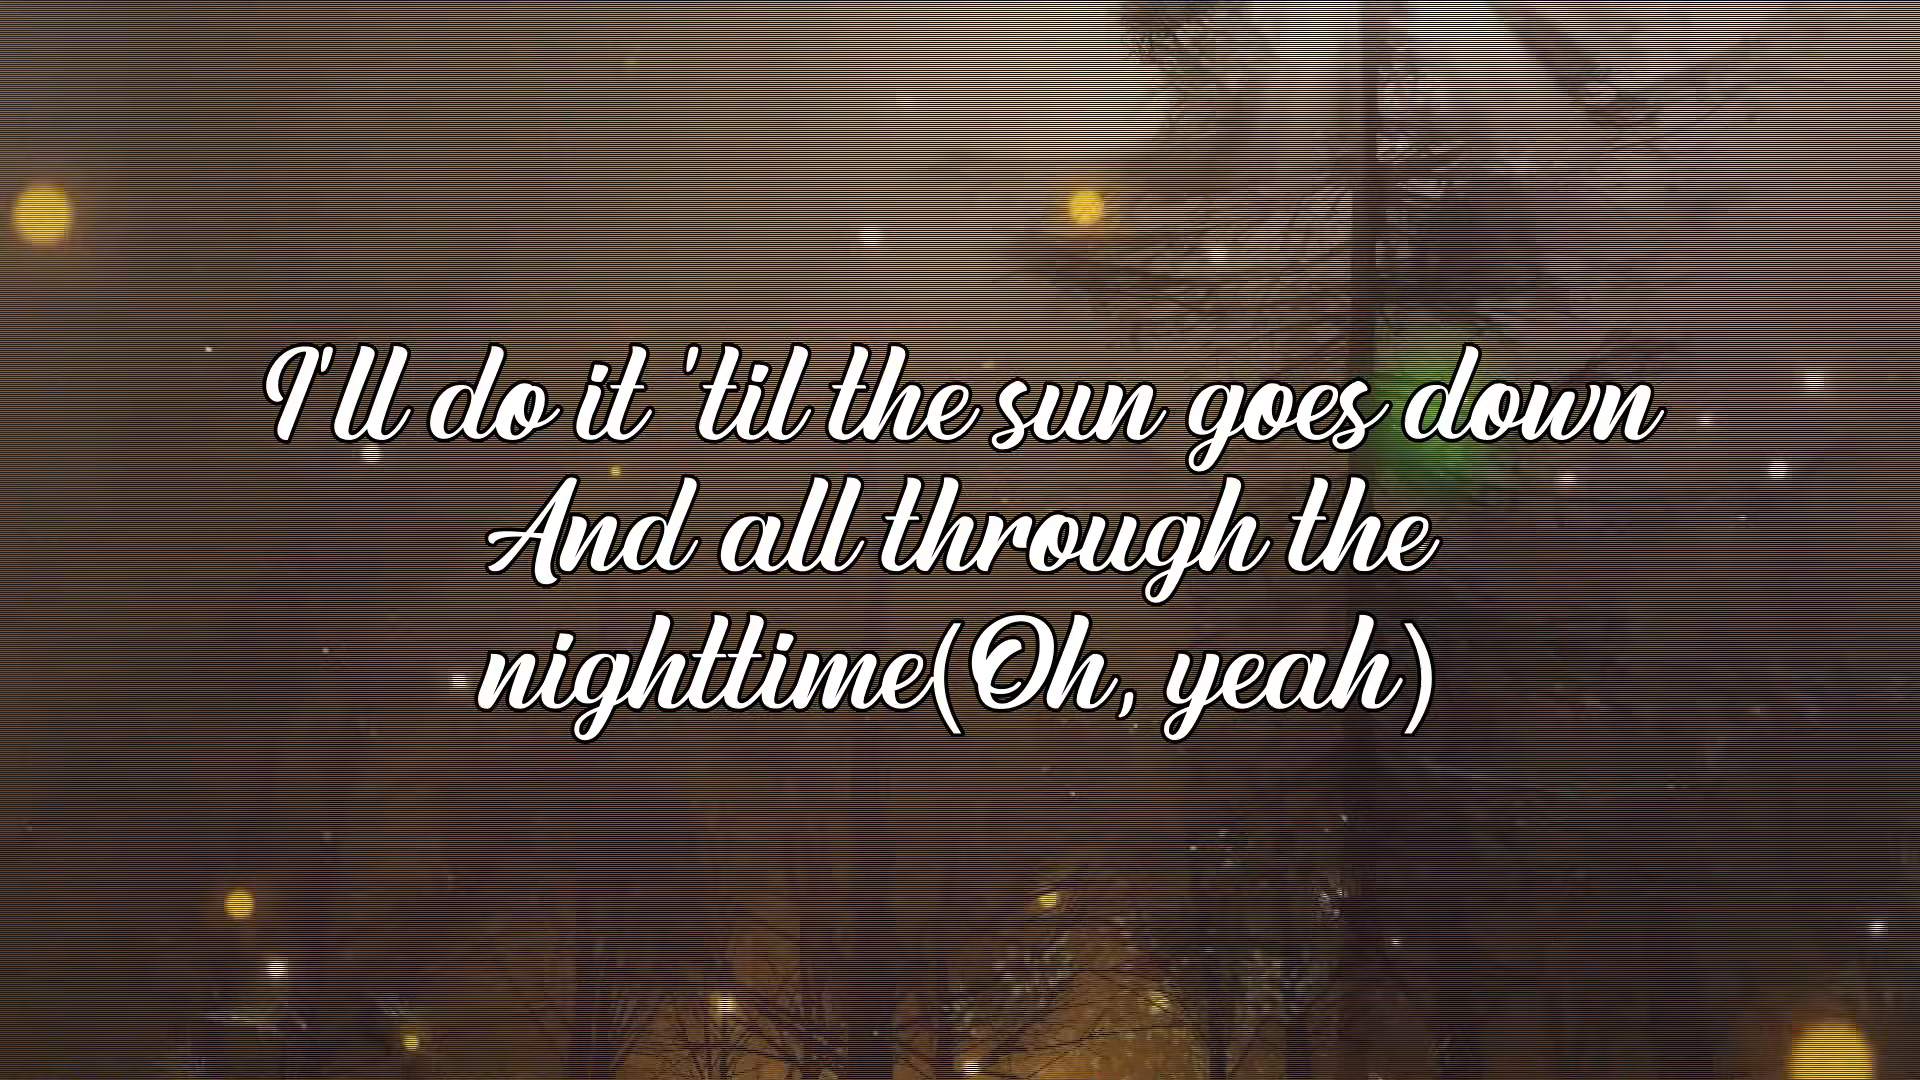 I'll do it 'til the sun goes down
And all through the
nighttime(Oh, yeah)